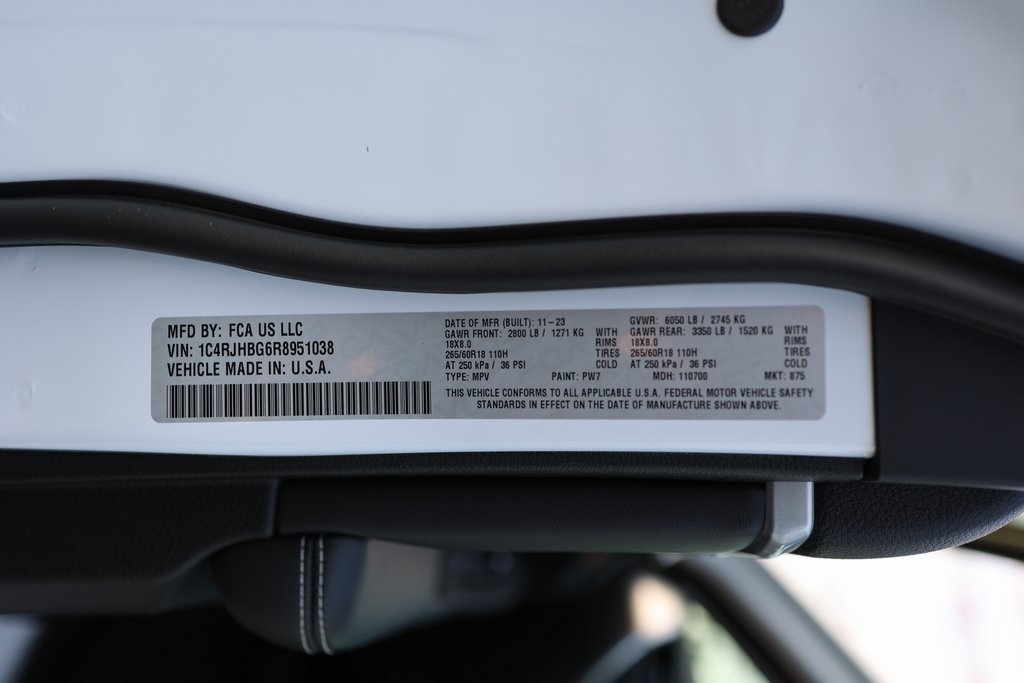 MFD BY: FCA US LLC
VIN: 1C4RJHBG6R8951038
VEHICLE MADE IN: U.S.A.
DATE OF MFR (BUILT): 11-23 GVWR: 6050 LB / 2745 KG
GAWR FRONT: 2800 LB / 1271 KG WITH GAWR REAR: 3350 LB / 1520 KG WITH
18X8.0 RIMS 18X8.0 RIMS
265/60R18 110H TIRES 265/60R18 110H TIRES
AT 250 kPA / 36 PSI COLD AT 250 kPA / 36 PSI COLD
TYPE: MPV PAINT: PW7 MDH: 110700 MKT: 875
THIS VEHICLE CONFORMS TO ALL APPLICABLE U.S.A. FEDERAL MOTOR VEHICLE SAFETY
STANDARDS IN EFFECT ON THE DATE OF MANUFACTURE SHOWN ABOVE.